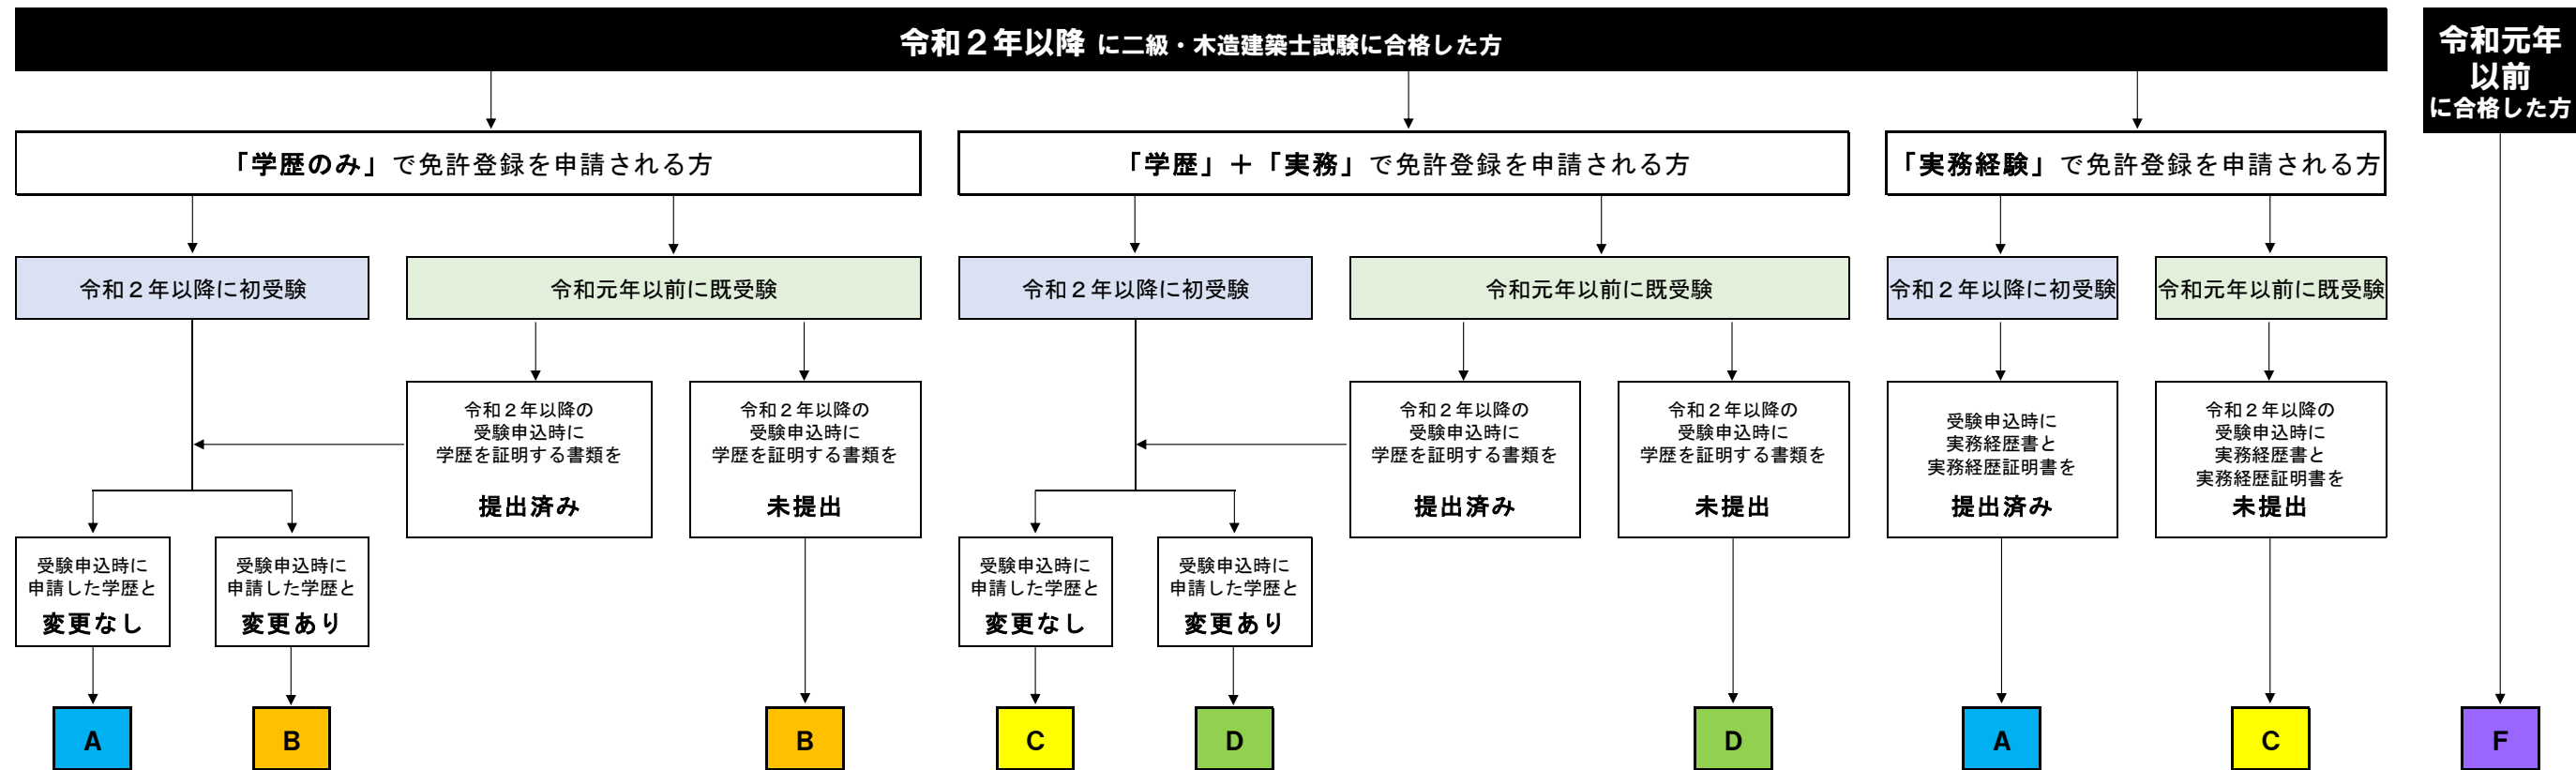 令和２年以降 に二級・木造建築士試験に合格した方
令和元年
以前
に合格した方
「学歴のみ」で免許登録を申請される方
「学歴」＋「実務」で免許登録を申請される方
「実務経験」で免許登録を申請される方
令和２年以降に初受験
令和元年以前に既受験
令和２年以降に初受験
令和元年以前に既受験
令和２年以降に初受験
令和元年以前に既受験
令和２年以降の
受験申込時に
学歴を証明する書類を
提出済み
令和２年以降の
受験申込時に
学歴を証明する書類を
未提出
令和２年以降の
受験申込時に
学歴を証明する書類を
提出済み
令和２年以降の
受験申込時に
学歴を証明する書類を
未提出
受験申込時に
実務経歴書と
実務経歴証明書を
提出済み
令和２年以降の
受験申込時に
実務経歴書と
実務経歴証明書を
未提出
受験申込時に
申請した学歴と
変更なし
受験申込時に
申請した学歴と
変更あり
受験申込時に
申請した学歴と
変更なし
受験申込時に
申請した学歴と
変更あり
A
B
B
C
D
D
A
C
F